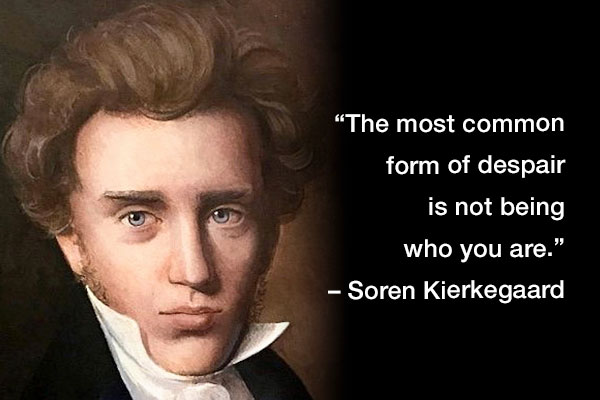 “The most common
form of despair
is not being
who you are.”
– Soren Kierkegaard